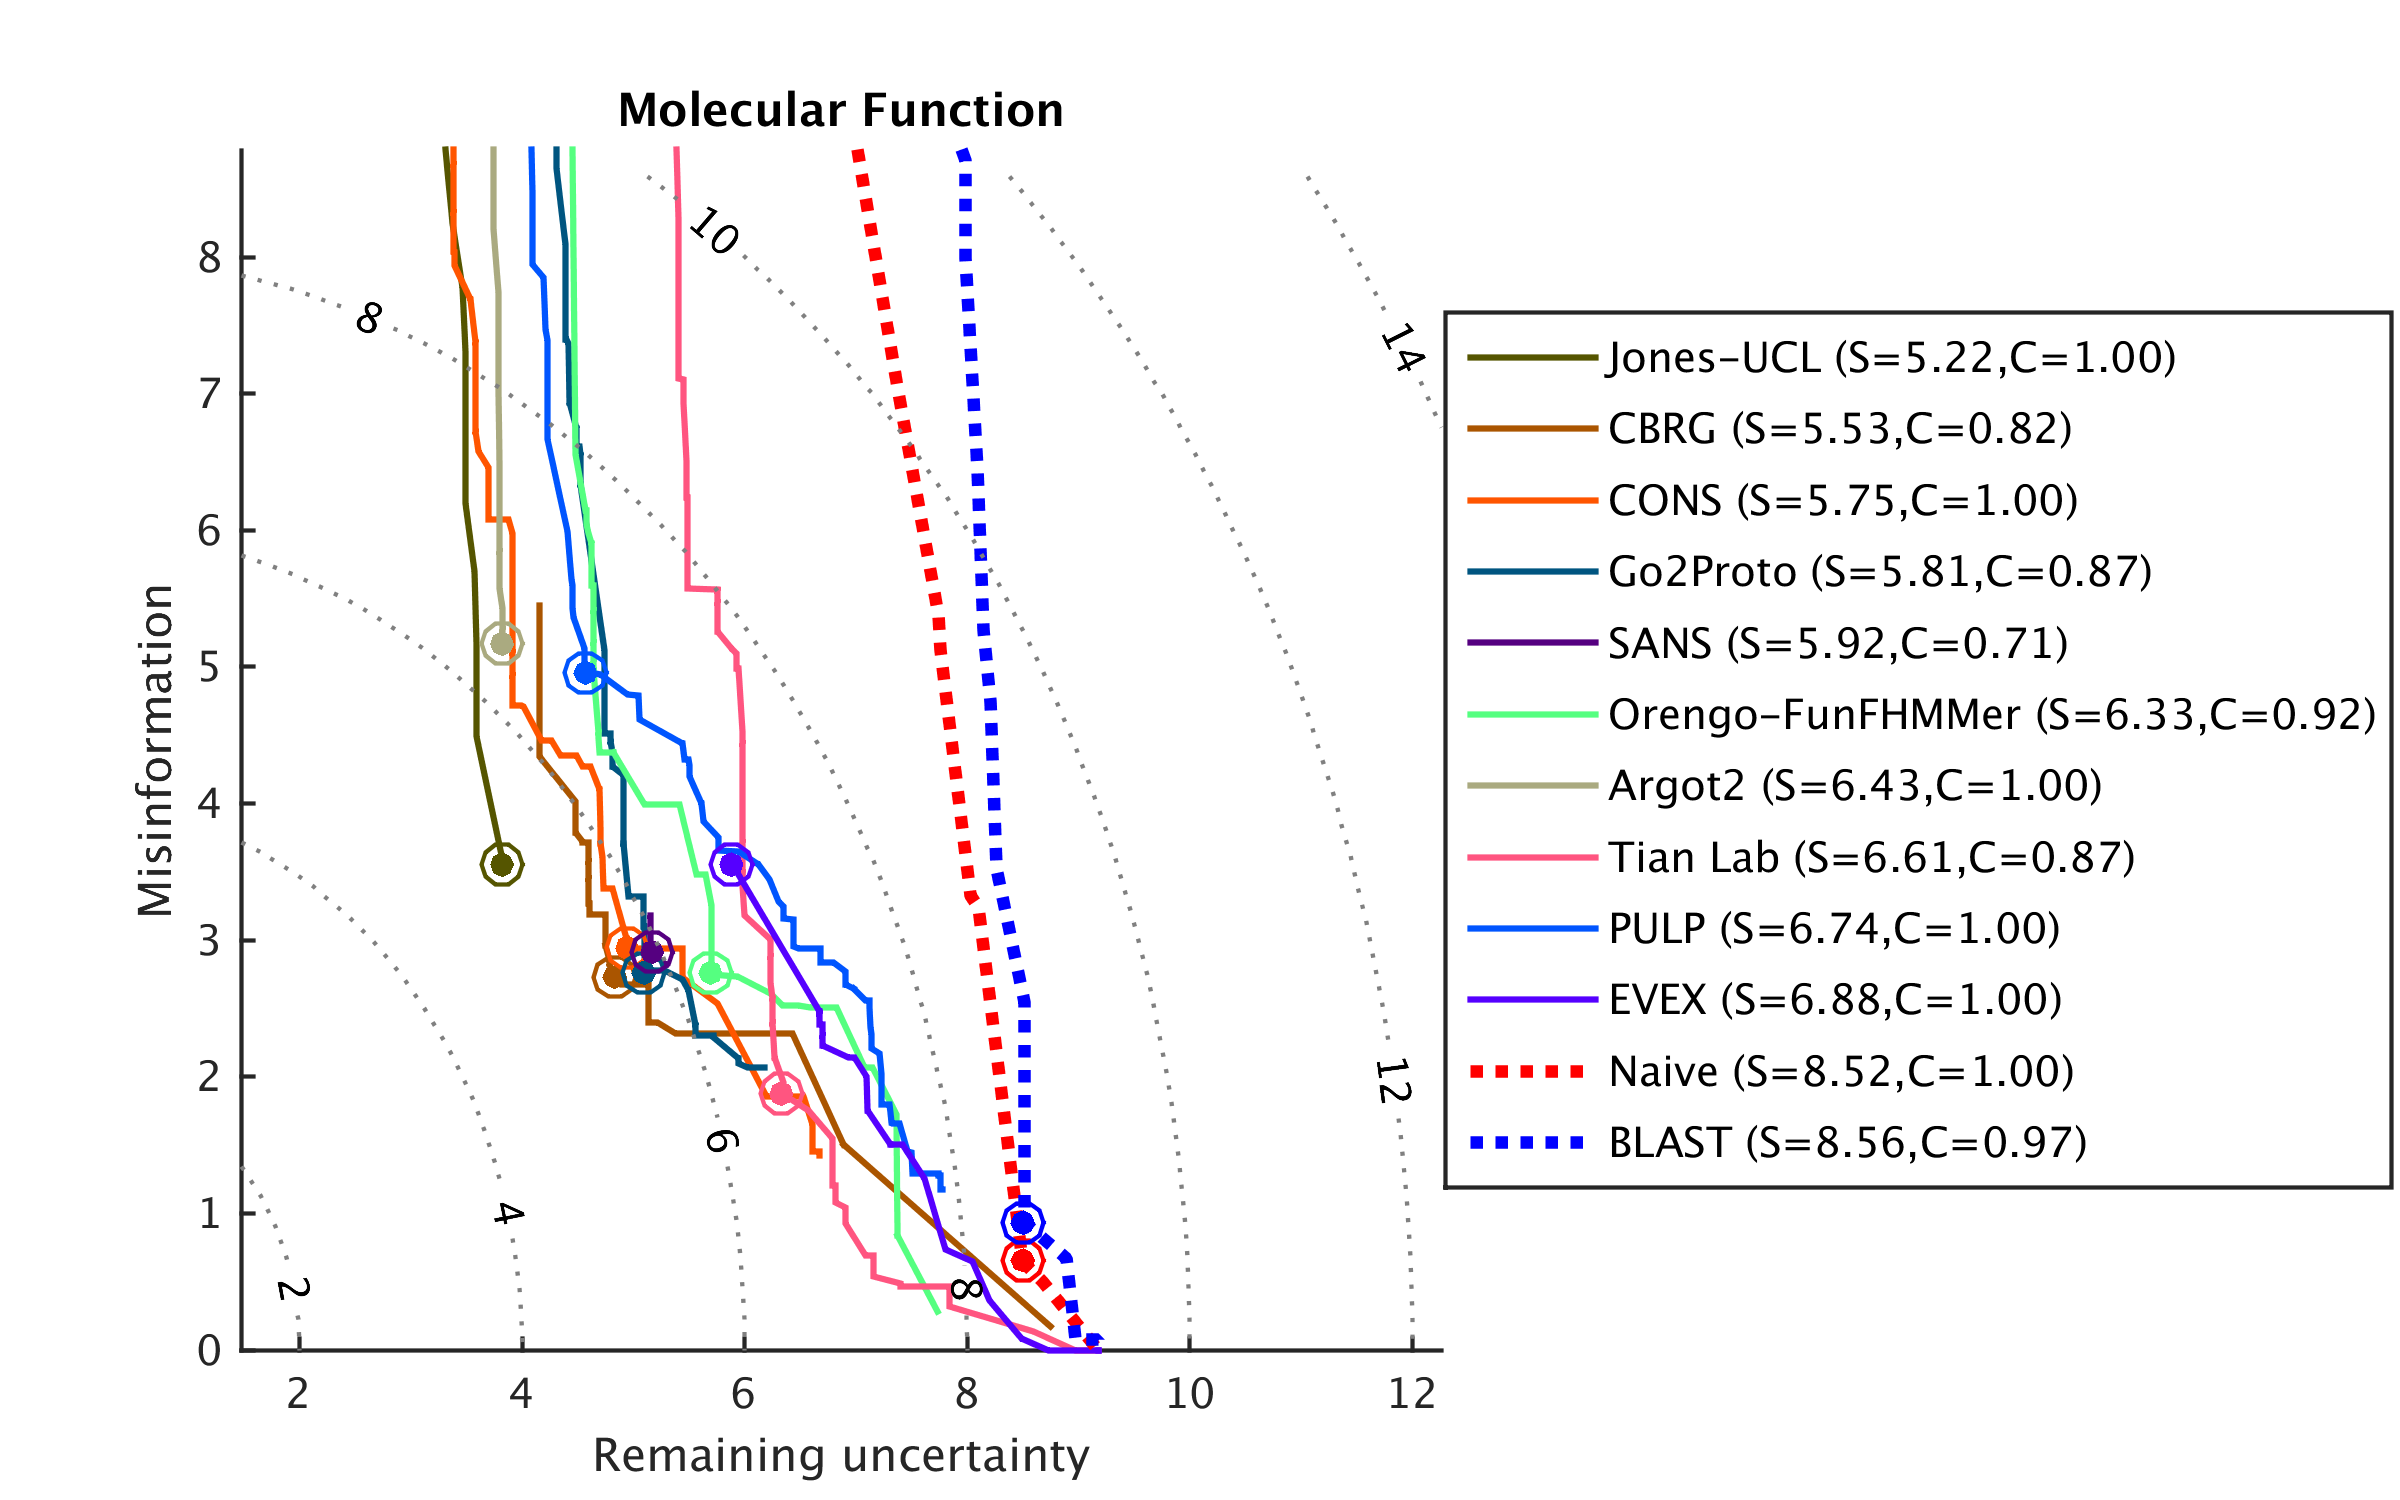 Molecular Function
Misinformation
8
7
6
5
4
3
2
1
0
2
4
6
8
10
12
Remaining uncertainty
2
4
6
8
8
10
12
14
Jones-UCL (S=5.22,C=1.00)
CBRG (S=5.53,C=0.82)
CONS (S=5.75,C=1.00)
Go2Proto (S=5.81,C=0.87)
SANS (S=5.92,C=0.71)
Orengo-FunFHMMer (S=6.33,C=0.92)
Argot2 (S=6.43,C=1.00)
Tian Lab (S=6.61,C=0.87)
PULP (S=6.74,C=1.00)
EVEX (S=6.88,C=1.00)
Naive (S=8.52,C=1.00)
BLAST (S=8.56,C=0.97)